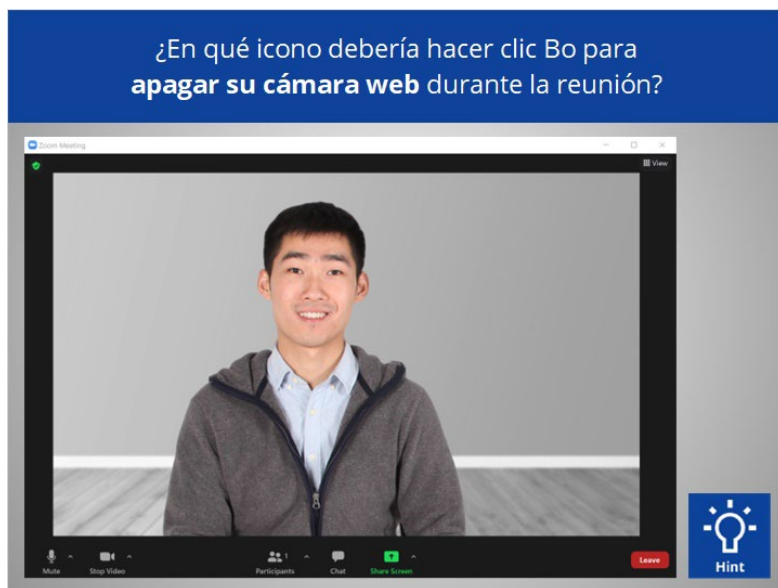 ¿En qué icono debería hacer clic Bo para
apagar su cámara web durante la reunión?
Zoom Meeting
View
Mute
Stop Video
Participants
1
Chat
Share Screen
Leave
Hint